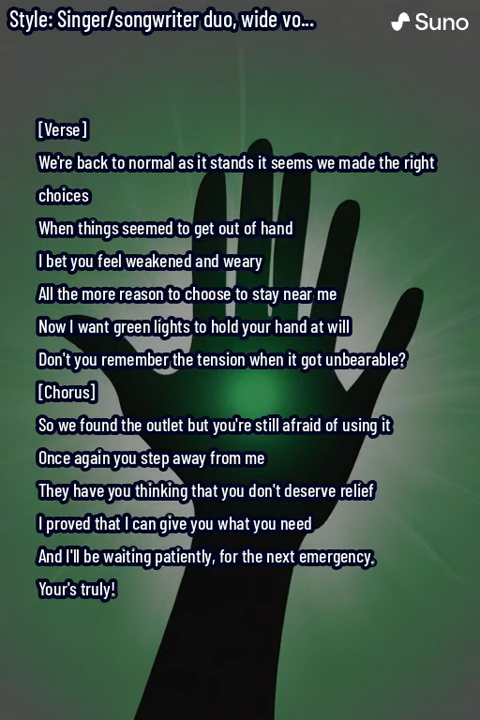 Style: Singer/songwriter duo, wide vo...
Suno
[Verse]
We're back to normal as it stands it seems we made the right
choices
When things seemed to get out of hand
I bet you feel weakened and weary
All the more reason to choose to stay near me
Now I want green lights to hold your hand at will
Don't you remember the tension when it got unbearable?
[Chorus]
So we found the outlet but you're still afraid of using it
Once again you step away from me
They have you thinking that you don't deserve relief
I proved that I can give you what you need
And I'll be waiting patiently, for the next emergency.
Your's truly!